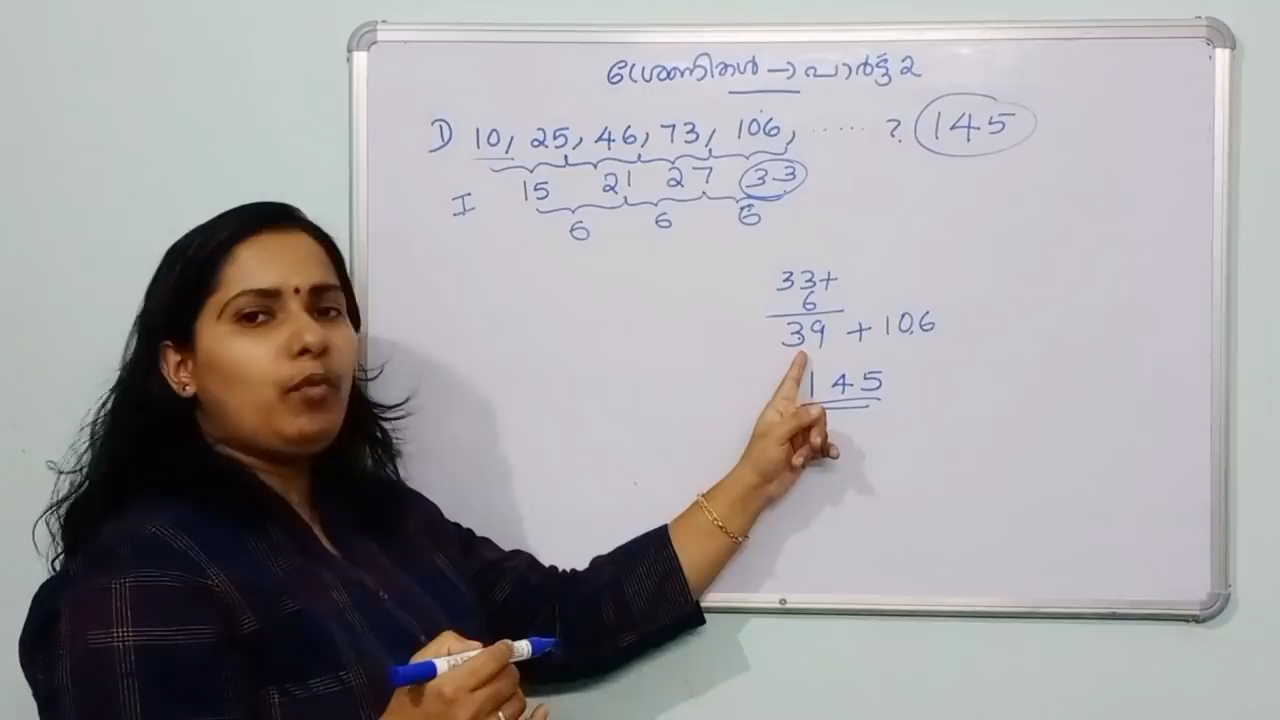 ശ്രേണികൾ → പാർട്ട് 2
1) 10, 25, 46, 73, 106, ...... ? 145
I 15 21 27 33
6 6 6
33+
6
39 + 106
145